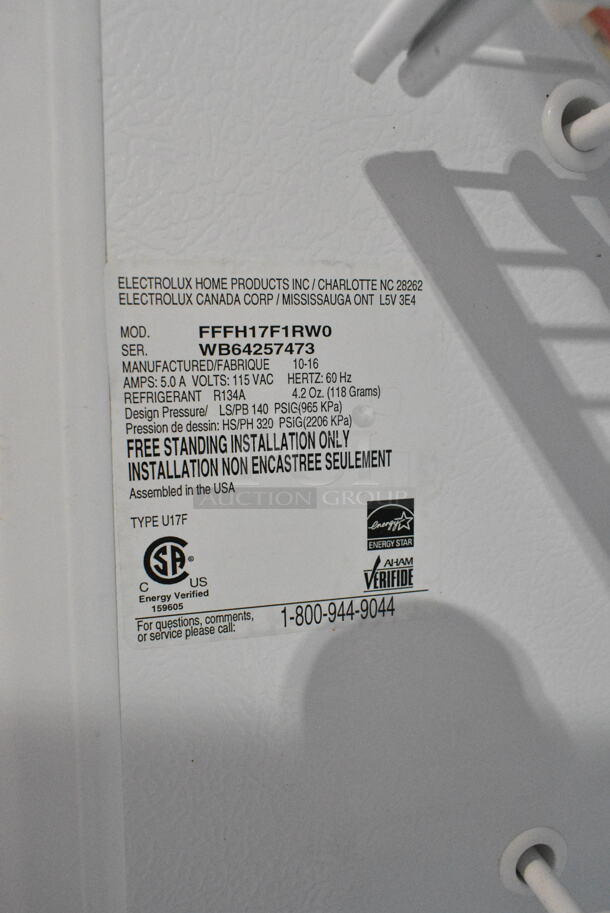 ELECTROLUX HOME PRODUCTS INC / CHARLOTTE NC 28262
ELECTROLUX CANADA CORP / MISSISSAUGA ONT L5V 3E4
MOD. FFFH17F1RW0
SER. WB64257473
MANUFACTURED/FABRIQUE 10-16
AMPS: 5.0 A VOLTS: 115 VAC HERTZ: 60 Hz
REFRIGERANT R134A 4.2 Oz. (118 Grams)
Design Pressure/ LS/PB 140 PSIG(965 KPa)
Pression de dessin: HS/PH 320 PSIG(2206 KPa)
FREE STANDING INSTALLATION ONLY
INSTALLATION NON ENCASTREE SEULEMENT
Assembled in the USA
AUCTION GROUP
TYPE U17F
energy
ENERGY STAR
SA ®
C US
AHAM
VERIFIDE
Energy Verified
159605
For questions, comments,
or service please call: 1-800-944-9044